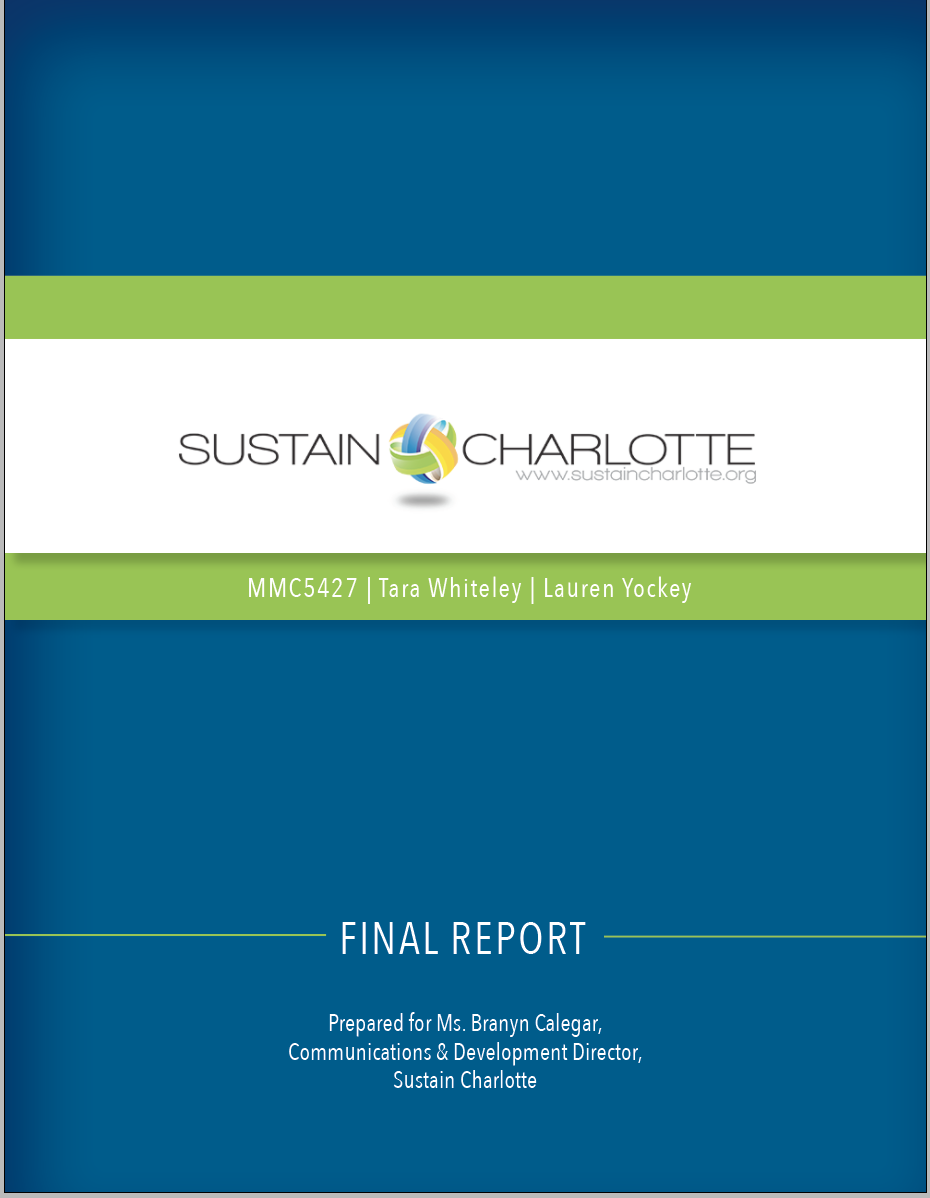 SUSTAIN CHARLOTTE
www.sustaincharlotte.org
MMC5427 | Tara Whiteley | Lauren Yockey
FINAL REPORT
Prepared for Ms. Branyn Calegar,
Communications & Development Director,
Sustain Charlotte